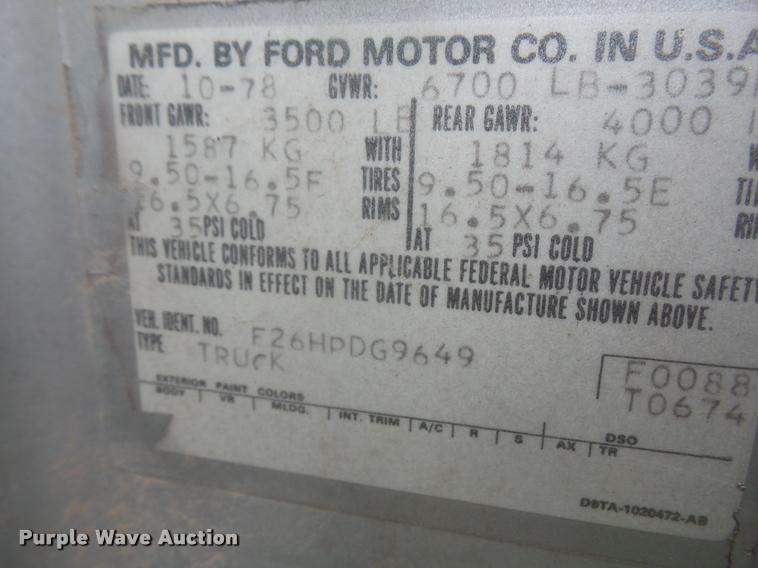 MFD. BY FORD MOTOR CO. IN U.S.A
DATE: 10-78 GVWR: 6700 LB-3039
FRONT GAWR: 3500 LB REAR GAWR: 4000
1587 KG WITH 1814 KG
9.50-16.5E TIRES 9.50-16.5E
16.5X6.75 RIMS 16.5X6.75
AT 35 PSI COLD AT 35 PSI COLD
THIS VEHICLE CONFORMS TO ALL APPLICABLE FEDERAL MOTOR VEHICLE SAFETY
STANDARDS IN EFFECT ON THE DATE OF MANUFACTURE SHOWN ABOVE.
VEH. IDENT. NO. F26HPDG9649
TYPE TRUCK
F0088
T0674
EXTERIOR PAINT COLORS DSO
BODY VR MLDG. INT. TRIM A/C R S AX TR
D8TA-1020472-AB
Purple Wave Auction